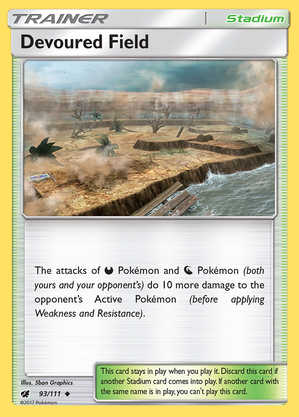 TRAINER
Stadium
Devoured Field
The attacks of Pokémon and Pokémon (both
yours and your opponent's) do 10 more damage to the
opponent's Active Pokémon (before applying
Weakness and Resistance).
Illus. 5ban Graphics
93/111
©2017 Pokémon
This card stays in play when you play it. Discard this card if
another Stadium card comes into play. If another card with
the same name is in play, you can't play this card.